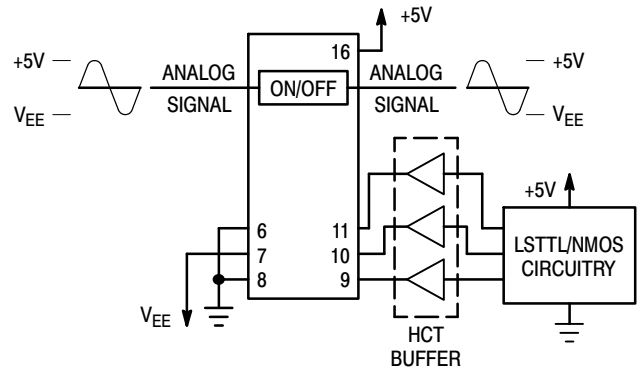 +5V
16
+5V
ANALOG
ON/OFF
ANALOG
+5V
V_EE
SIGNAL
SIGNAL
V_EE
+5V
6
11
7
10
8
9
LSTTL/NMOS
CIRCUITRY
V_EE
HCT
BUFFER